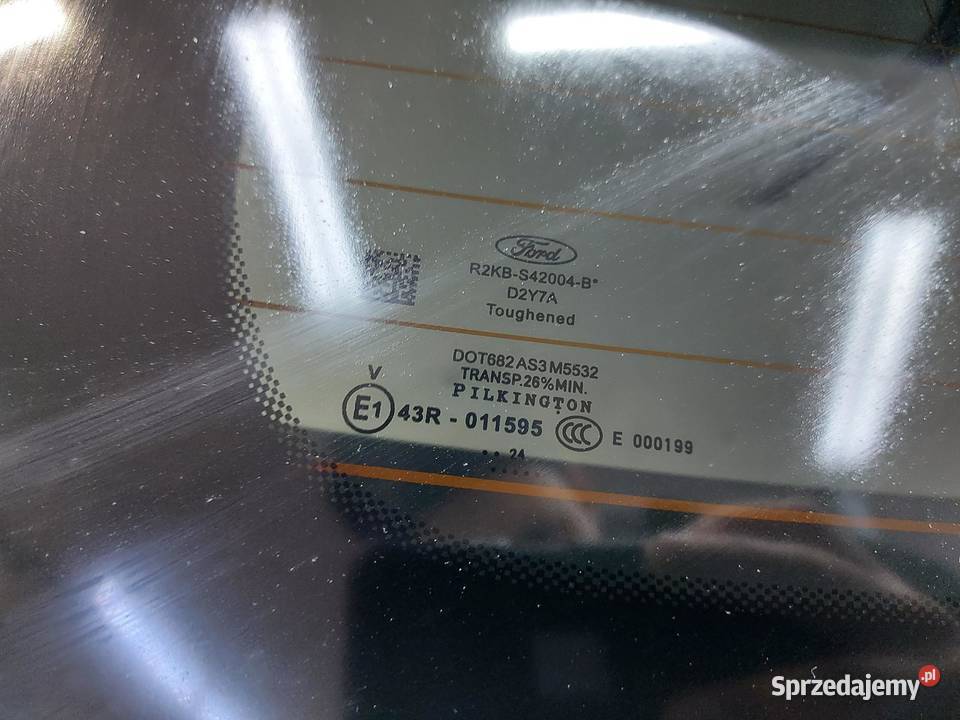 Ford
R2KB-S42004-B*
D2Y7A
Toughened
DOT682 AS3 M5532
TRANSP.26%MIN.
PILKINGTON
V
E1 43R - 011595 CCC E 000199
24
Sprzedajemy.pl